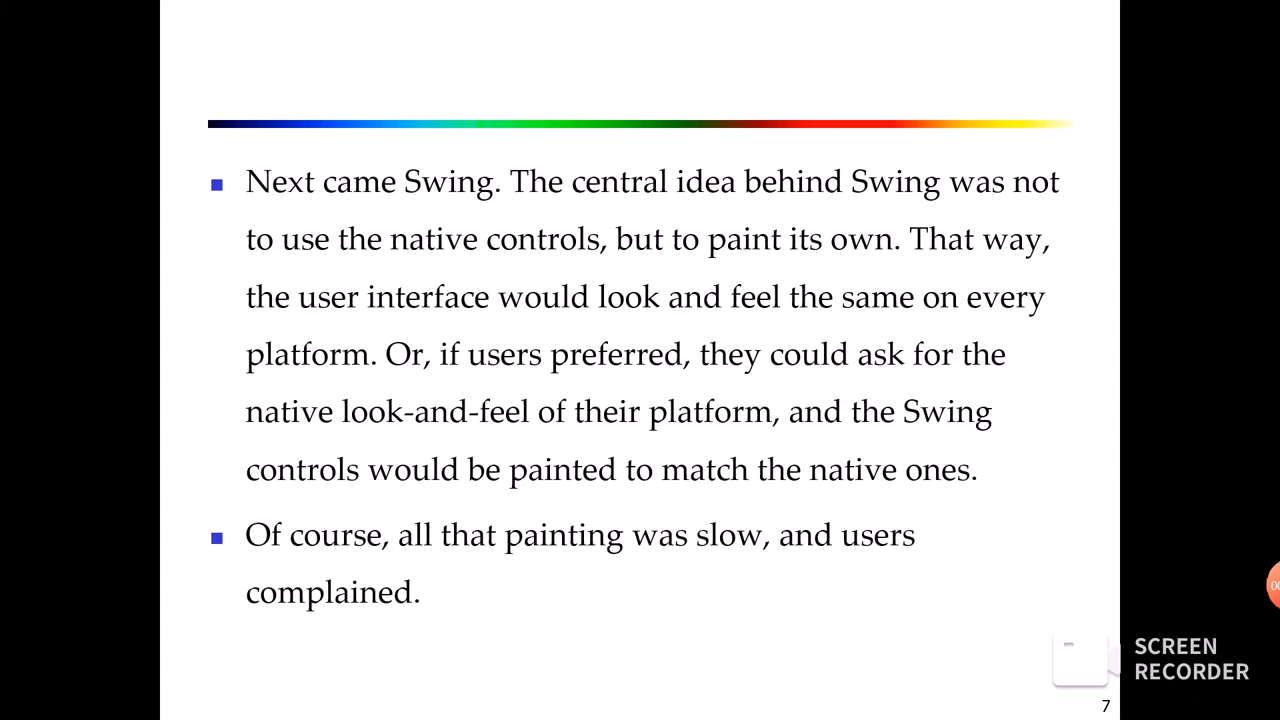 Next came Swing. The central idea behind Swing was not
to use the native controls, but to paint its own. That way,
the user interface would look and feel the same on every
platform. Or, if users preferred, they could ask for the
native look-and-feel of their platform, and the Swing
controls would be painted to match the native ones.
Of course, all that painting was slow, and users
complained.
SCREEN
RECORDER
7